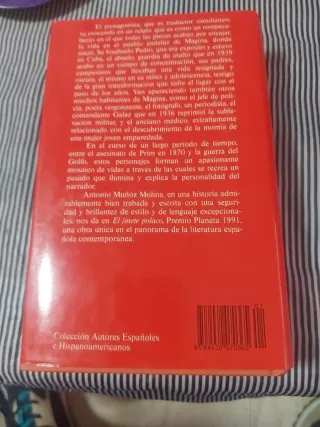 El protagonista, que es traductor simultáneo,
va creciendo en un relato, que es como un rompeca-
bezas en el que todas las piezas acaban por encajar:
la vida en el pueblo jiennense de Mágina, donde
su bisabuelo Pedro, que era expósito y estuvo
en Cuba, el abuelo, guardia de asalto que en 1939
acabó en un campo de concentración, sus padres,
campesinos que llevaban una vida resignada y
oscura, él mismo en su niñez y adolescencia, testigo
de la gran transformación que sufre el lugar con el
paso de los años. Van apareciendo también otros
muchos habitantes de Mágina, como el jefe de poli-
cía, poeta vergonzante, el fotógrafo, un periodista, el
comandante Galaz que en 1936 reprimió la suble-
vación militar; y el anciano médico, extrañamente
relacionado con el descubrimiento de la momia de
una mujer joven emparedada.
En el curso de un largo período de tiempo,
entre el asesinato de Prim en 1870 y la guerra del
Golfo, estos personajes forman un apasionante
mosaico de vidas a través de las cuales se recrea un
pasado que ilumina y explica la personalidad del
narrador.
Antonio Muñoz Molina, en una historia admi-
rablemente bien trabada y escrita con una seguri-
dad y brillantez de estilo y de lenguaje excepciona-
les, nos da en El jinete polaco, Premio Planeta 1991,
una obra única en el panorama de la literatura espa-
ñola contemporánea.
Colección Autores Españoles
e Hispanoamericanos